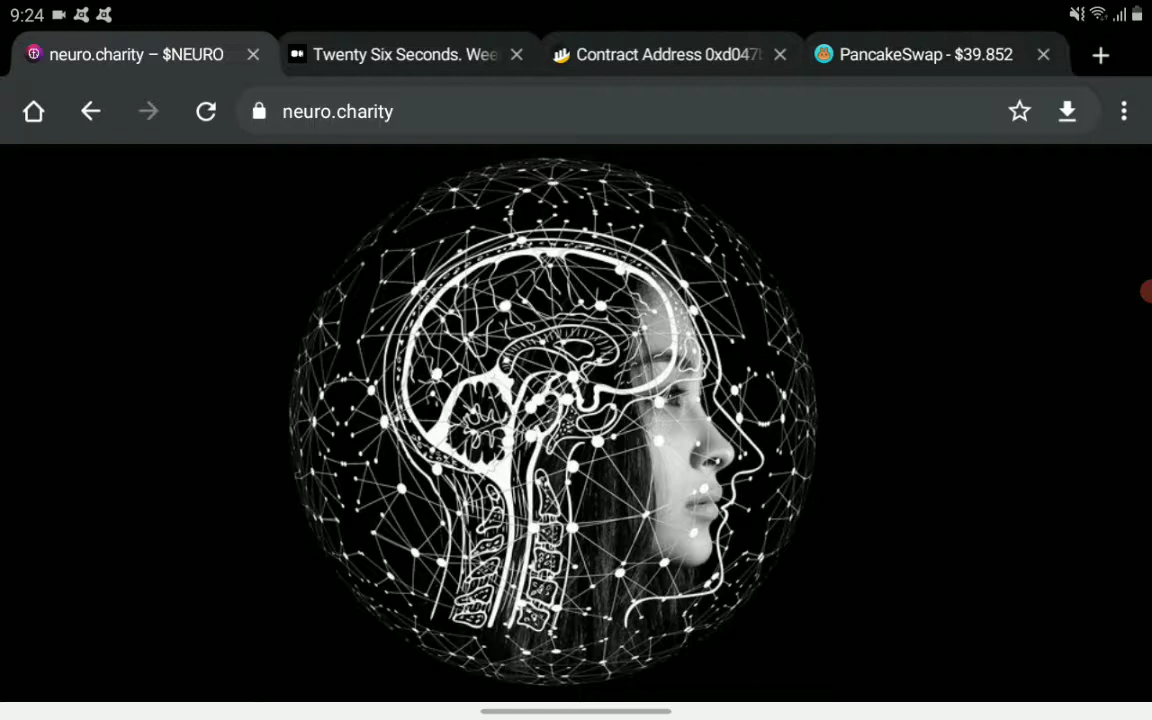 9:24
neuro.charity – $NEURO
Twenty Six Seconds. Wee
Contract Address 0xd047
PancakeSwap - $39.852
neuro.charity